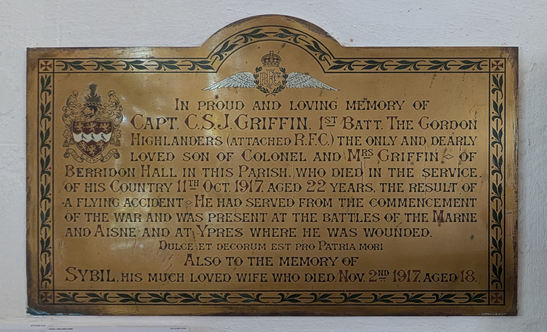 RFC
IN PROUD AND LOVING MEMORY OF
CAPT. C.S.J. GRIFFIN. 1ST BATT. THE GORDON
HIGHLANDERS (ATTACHED R.F.C.) THE ONLY AND DEARLY
LOVED SON OF COLONEL AND MRS GRIFFIN OF
BERRIDON HALL IN THIS PARISH, WHO DIED IN THE SERVICE
OF HIS COUNTRY 11TH OCT. 1917, AGED 22 YEARS, THE RESULT OF
A FLYING ACCIDENT HE HAD SERVED FROM THE COMMENCEMENT
OF THE WAR AND WAS PRESENT AT THE BATTLES OF THE MARNE
AND AISNE AND AT YPRES WHERE HE WAS WOUNDED.
DULCE ET DECORUM EST PRO PATRIA MORI
ALSO TO THE MEMORY OF
SYBIL, HIS MUCH LOVED WIFE WHO DIED NOV. 2ND 1917, AGED 18.